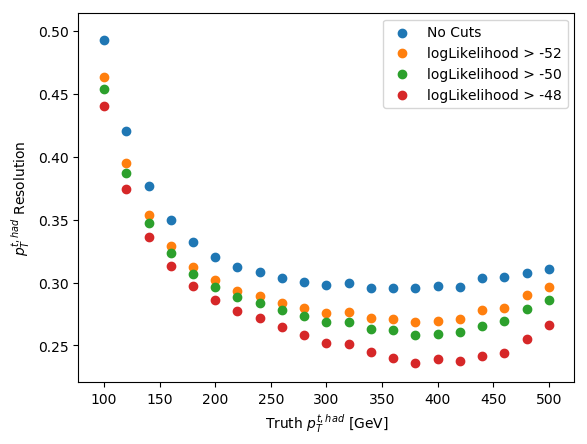 No Cuts
logLikelihood > -52
logLikelihood > -50
logLikelihood > -48
0.50
0.45
0.40
0.35
0.30
0.25
p_T^{t,had} Resolution
100 150 200 250 300 350 400 450 500
Truth p_T^{t,had} [GeV]